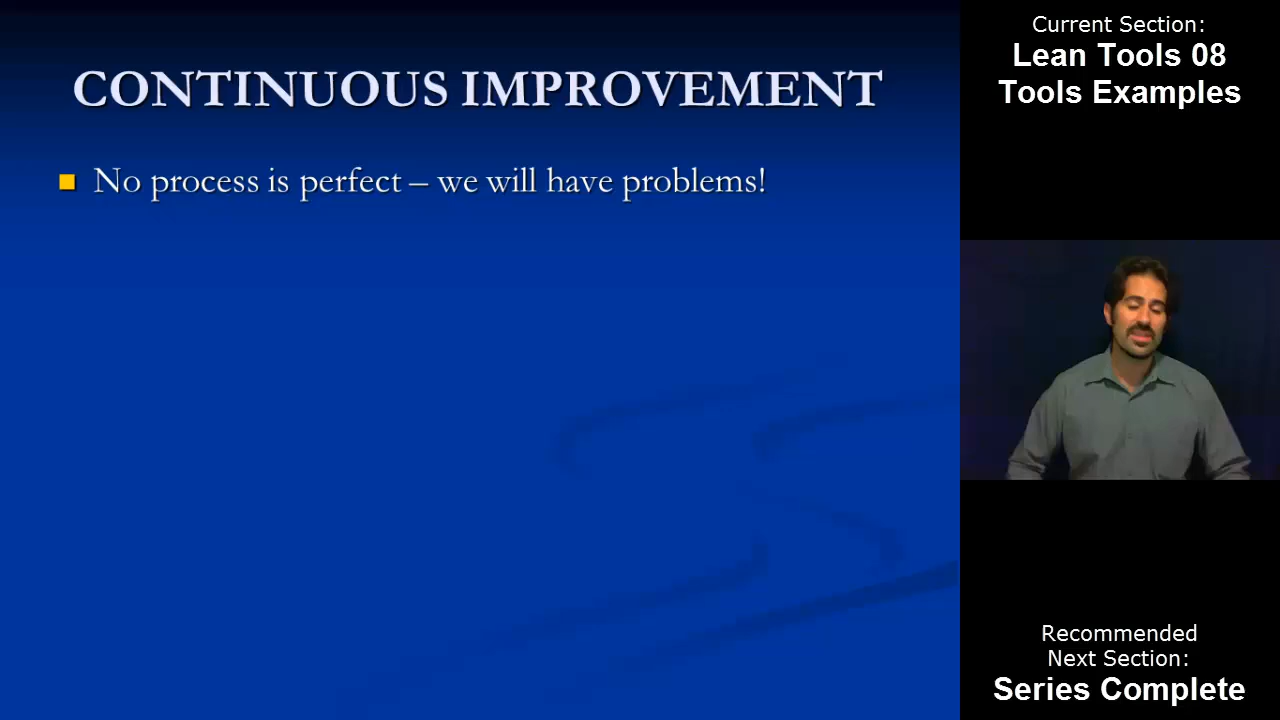 CONTINUOUS IMPROVEMENT
No process is perfect – we will have problems!
Current Section:
Lean Tools 08
Tools Examples
Recommended
Next Section:
Series Complete